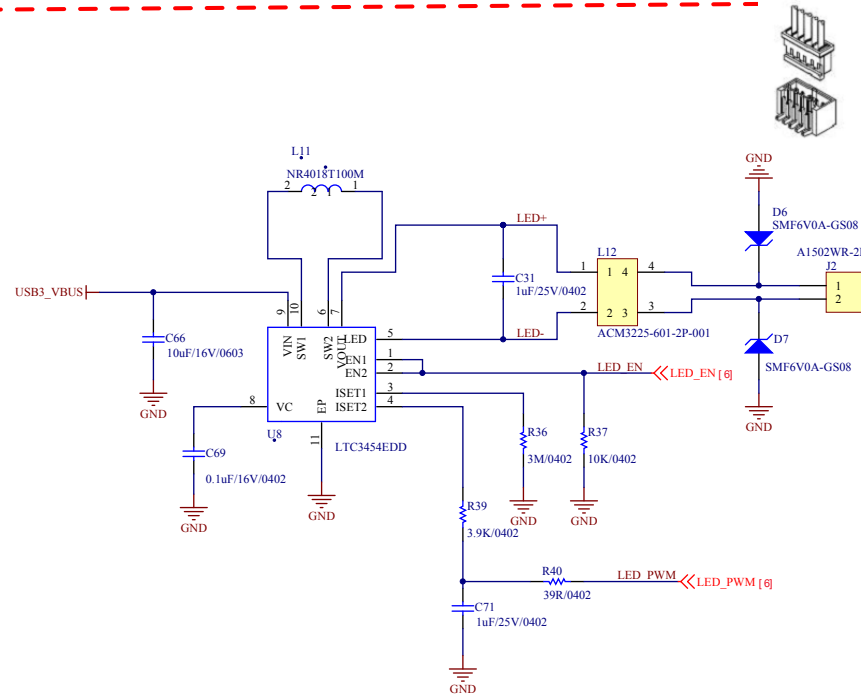 GND
L11
NR4018T100M
2 1
2 1
D6
SMF6V0A-GS08
LED+
L12
A1502WR-2
J2
1 1 4 4
C31
1uF/25V/0402
1
2
USB3_VBUS
9 10 6 7
2 2 3 3
C66
10uF/16V/0603
VIN SW1 SW2 VOUT
LED 5
LED-
ACM3225-601-2P-001
D7
EN1 1
SMF6V0A-GS08
EN2 2
LED_EN
LED_EN [6]
ISET1 3
GND
8 VC
EP
ISET2 4
GND
U8
11
LTC3454EDD
R36
3M/0402
R37
10K/0402
C69
0.1uF/16V/0402
GND
GND
GND
GND
R39
3.9K/0402
R40
39R/0402
LED_PWM
LED_PWM [6]
C71
1uF/25V/0402
GND